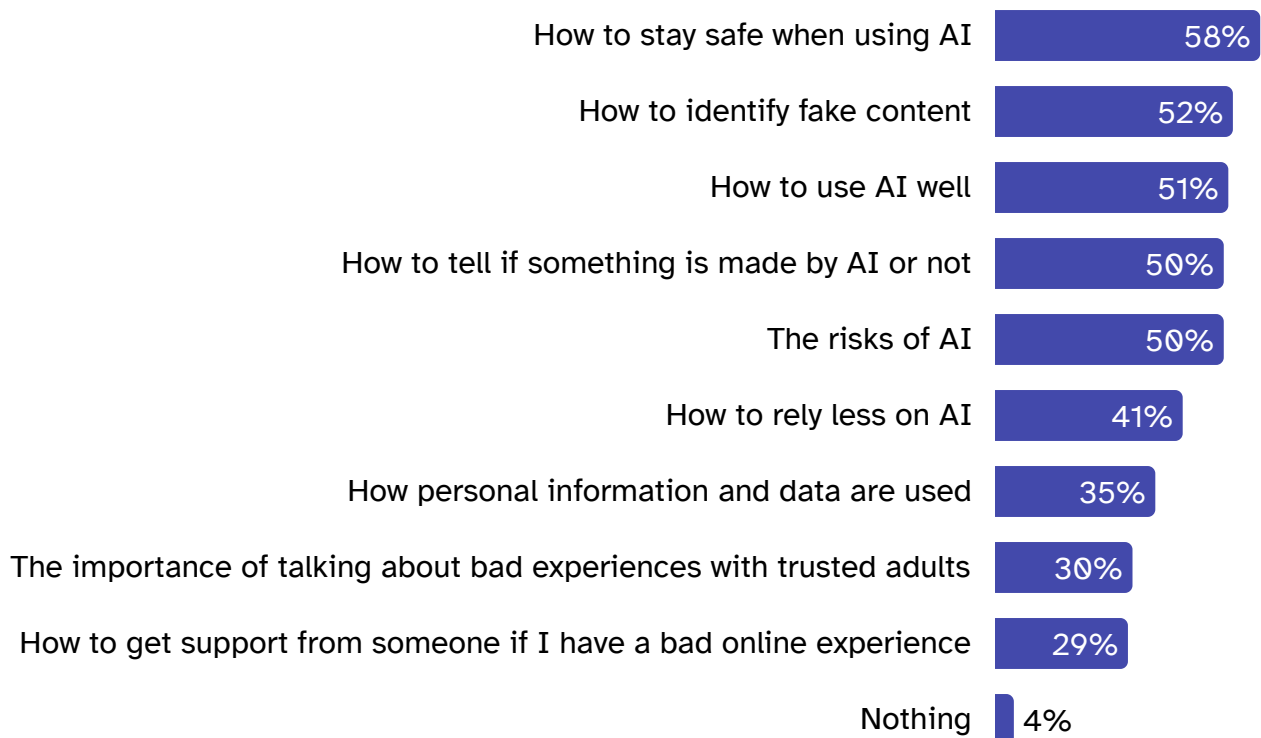 How to stay safe when using AI 58%
How to identify fake content 52%
How to use AI well 51%
How to tell if something is made by AI or not 50%
The risks of AI 50%
How to rely less on AI 41%
How personal information and data are used 35%
The importance of talking about bad experiences with trusted adults 30%
How to get support from someone if I have a bad online experience 29%
Nothing 4%